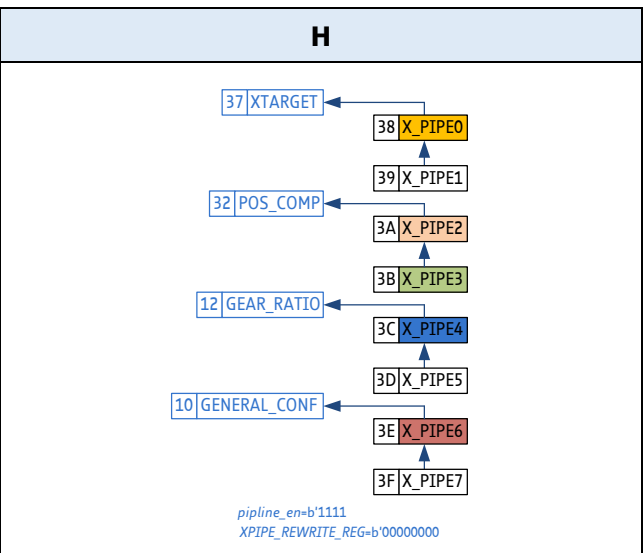 H
37 XTARGET
38 X_PIPE0
39 X_PIPE1
32 POS_COMP
3A X_PIPE2
3B X_PIPE3
12 GEAR_RATIO
3C X_PIPE4
3D X_PIPE5
10 GENERAL_CONF
3E X_PIPE6
3F X_PIPE7
pipline_en=b'1111
XPIPE_REWRITE_REG=b'00000000